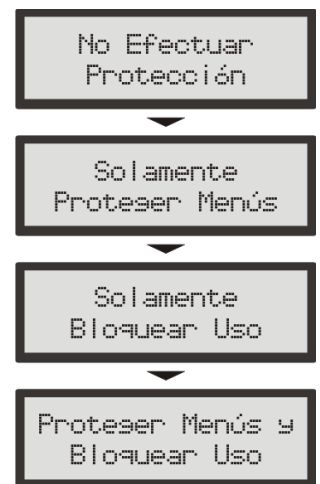 No Efectuar
Protección
Solamente
Proteger Menús
Solamente
Bloquear Uso
Proteger Menús y
Bloquear Uso